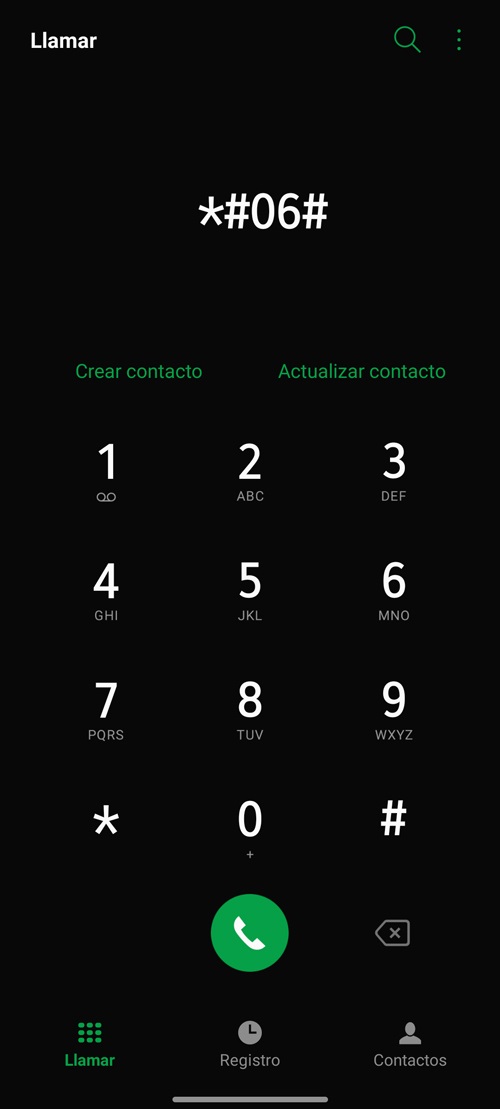 Llamar
*#06#
Crear contacto Actualizar contacto
1 2 3
ABC DEF
4 5 6
GHI JKL MNO
7 8 9
PQRS TUV WXYZ
* 0 #
+
Llamar Registro Contactos